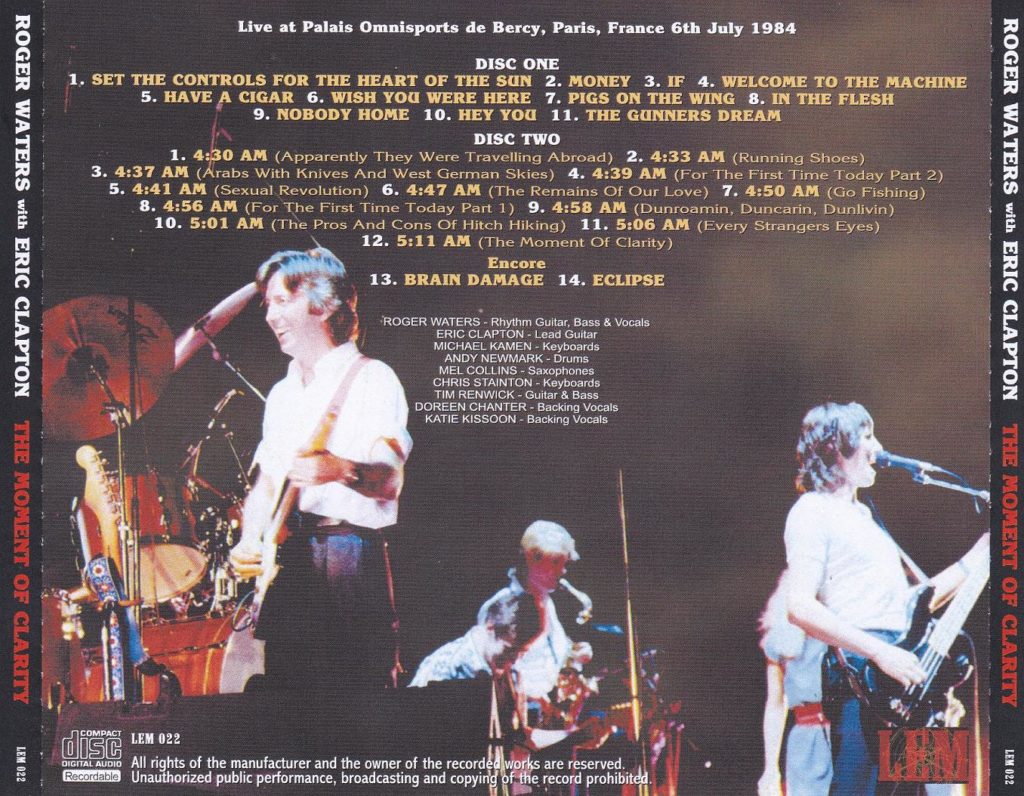 Live at Palais Omnisports de Bercy, Paris, France 6th July 1984
DISC ONE
1. SET THE CONTROLS FOR THE HEART OF THE SUN 2. MONEY 3. IF 4. WELCOME TO THE MACHINE
5. HAVE A CIGAR 6. WISH YOU WERE HERE 7. PIGS ON THE WING 8. IN THE FLESH
9. NOBODY HOME 10. HEY YOU 11. THE GUNNERS DREAM
DISC TWO
1. 4:30 AM (Apparently They Were Travelling Abroad) 2. 4:33 AM (Running Shoes)
3. 4:37 AM (Arabs With Knives And West German Skies) 4. 4:39 AM (For The First Time Today Part 2)
5. 4:41 AM (Sexual Revolution) 6. 4:47 AM (The Remains Of Our Love) 7. 4:50 AM (Go Fishing)
8. 4:56 AM (For The First Time Today Part 1) 9. 4:58 AM (Dunroamin, Duncarin, Dunlivin)
10. 5:01 AM (The Pros And Cons Of Hitch Hiking) 11. 5:06 AM (Every Strangers Eyes)
12. 5:11 AM (The Moment Of Clarity)
Encore
13. BRAIN DAMAGE 14. ECLIPSE
ROGER WATERS - Rhythm Guitar, Bass & Vocals
ERIC CLAPTON - Lead Guitar
MICHAEL KAMEN - Keyboards
ANDY NEWMARK - Drums
MEL COLLINS - Saxophones
CHRIS STAINTON - Keyboards
TIM RENWICK - Guitar & Bass
DOREEN CHANTER - Backing Vocals
KATIE KISSOON - Backing Vocals
COMPACT
disc
DIGITAL AUDIO
Recordable
LEM 022
All rights of the manufacturer and the owner of the recorded works are reserved.
Unauthorized public performance, broadcasting and copying of the record prohibited.
LEM
ROGER WATERS with ERIC CLAPTON THE MOMENT OF CLARITY LEM 022
ROGER WATERS with ERIC CLAPTON THE MOMENT OF CLARITY LEM 022